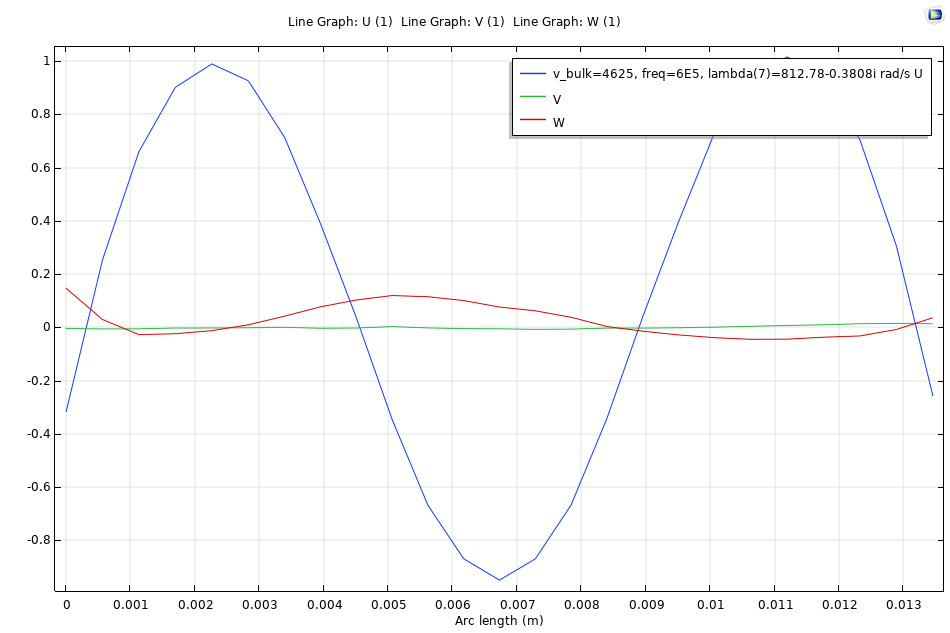 Line Graph: U (1)  Line Graph: V (1)  Line Graph: W (1)
v_bulk=4625, freq=6E5, lambda(7)=812.78-0.3808i rad/s U
V
W
1
0.8
0.6
0.4
0.2
0
-0.2
-0.4
-0.6
-0.8
0 0.001 0.002 0.003 0.004 0.005 0.006 0.007 0.008 0.009 0.01 0.011 0.012 0.013
Arc length (m)